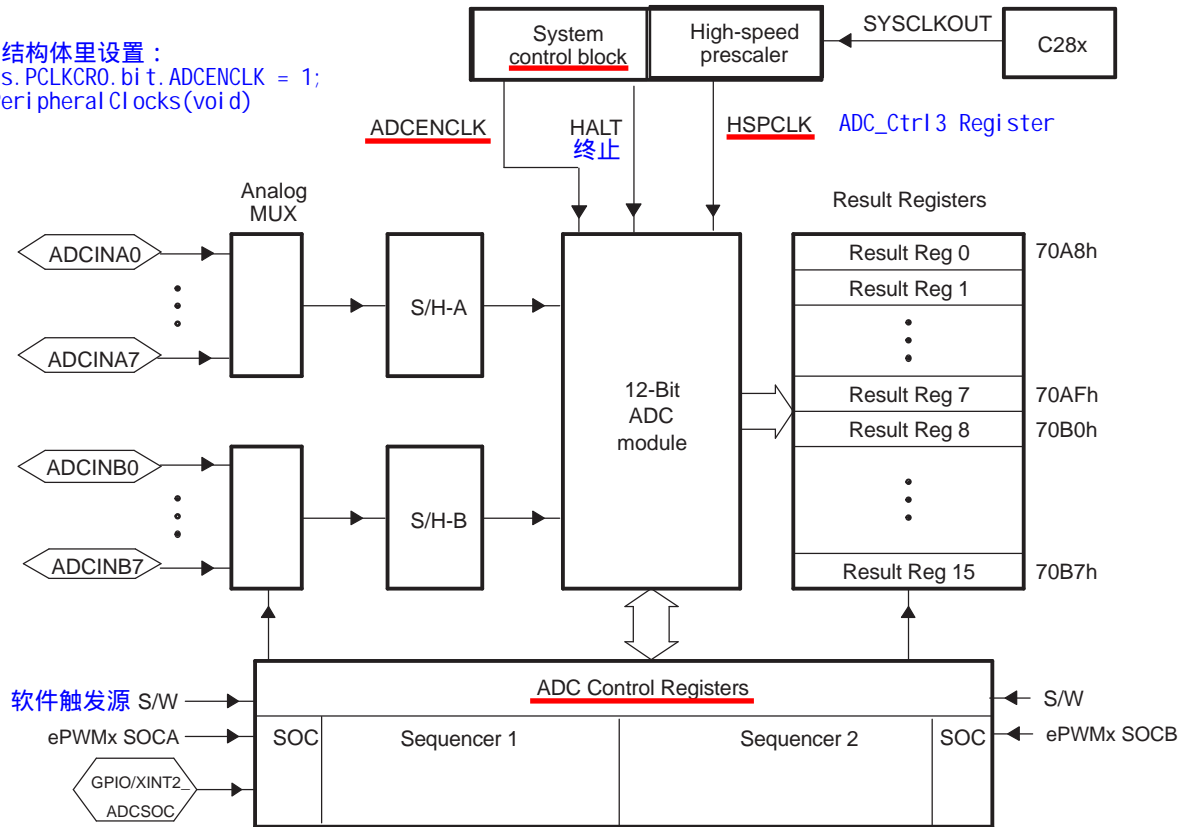 结构体里设置：
s.PCLKCR0.bit.ADCENCLK = 1;
PeripheralClocks(void)
System
control block
High-speed
prescaler
SYSCLKOUT
C28x
ADCENCLK
HALT
终止
HSPCLK
ADC_Ctrl3 Register
Analog
MUX
Result Registers
ADCINA0
ADCINA7
S/H-A
ADCINB0
ADCINB7
S/H-B
12-Bit
ADC
module
Result Reg 0
70A8h
Result Reg 1
Result Reg 7
70AFh
Result Reg 8
70B0h
Result Reg 15
70B7h
ADC Control Registers
软件触发源 S/W
S/W
ePWMx SOCA
SOC
Sequencer 1
Sequencer 2
SOC
ePWMx SOCB
GPIO/XINT2_
ADCSOC